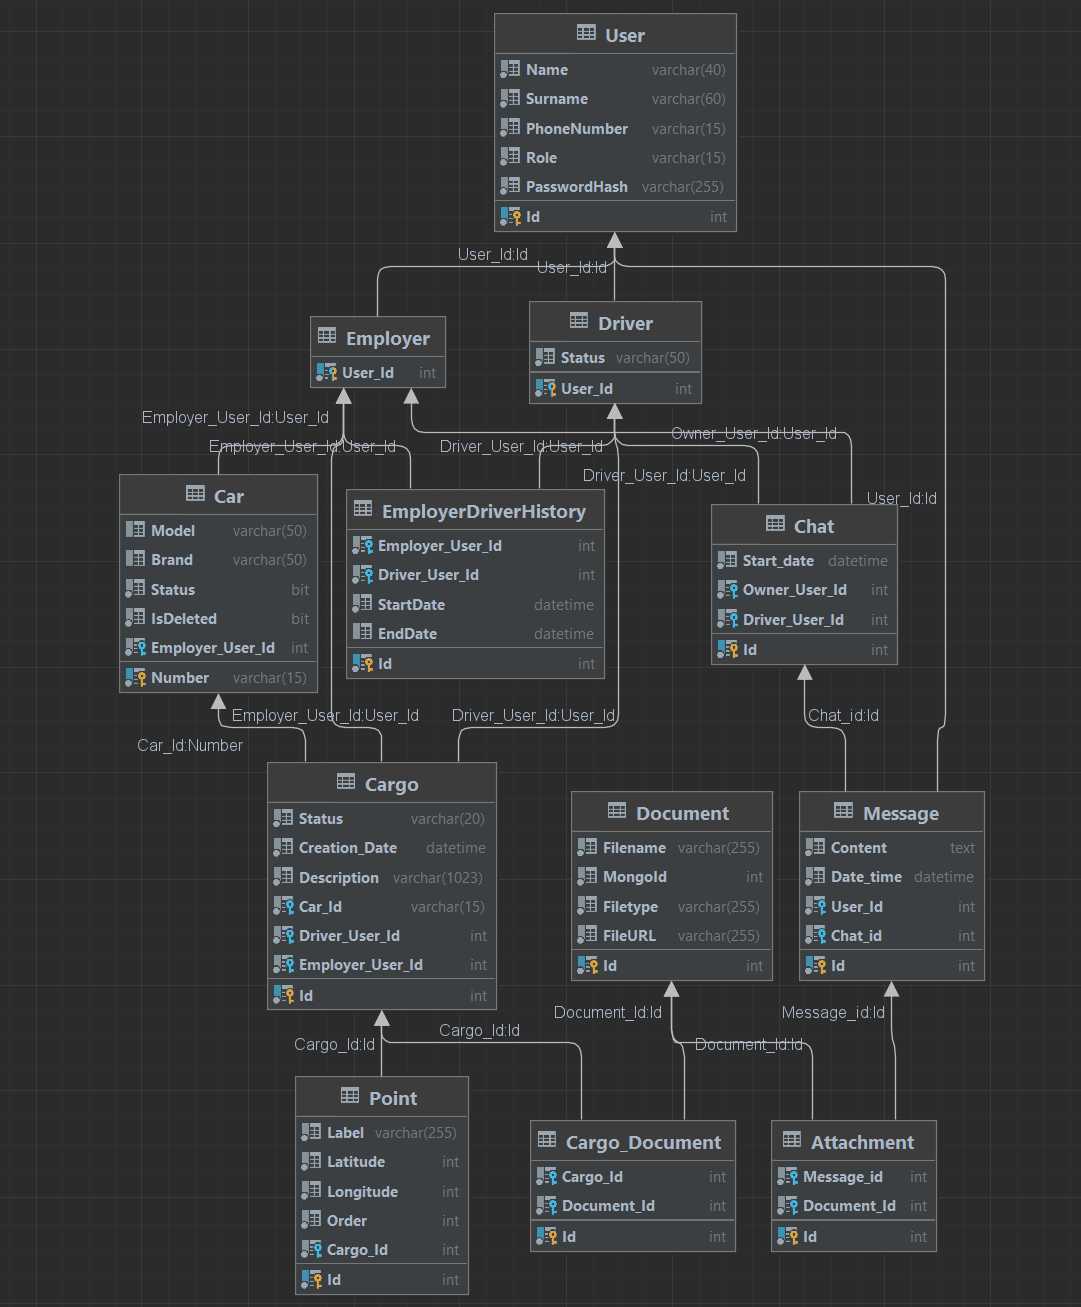 User
Name varchar(40)
Surname varchar(60)
PhoneNumber varchar(15)
Role varchar(15)
PasswordHash varchar(255)
Id int
User_Id:Id
User_Id:Id
Employer
User_Id int
Driver
Status varchar(50)
User_Id int
Employer_User_Id:User_Id
Employer_User_Id:User_Id
Driver_User_Id:User_Id
Owner_User_Id:User_Id
Driver_User_Id:User_Id
User_Id:Id
Car
Model varchar(50)
Brand varchar(50)
Status bit
IsDeleted bit
Employer_User_Id int
Number varchar(15)
EmployerDriverHistory
Employer_User_Id int
Driver_User_Id int
StartDate datetime
EndDate datetime
Id int
Chat
Start_date datetime
Owner_User_Id int
Driver_User_Id int
Id int
Employer_User_Id:User_Id
Driver_User_Id:User_Id
Chat_id:Id
Car_Id:Number
Cargo
Status varchar(20)
Creation_Date datetime
Description varchar(1023)
Car_Id varchar(15)
Driver_User_Id int
Employer_User_Id int
Id int
Document
Filename varchar(255)
MongoId int
Filetype varchar(255)
FileURL varchar(255)
Id int
Message
Content text
Date_time datetime
User_Id int
Chat_id int
Id int
Cargo_Id:Id
Cargo_Id:Id
Document_Id:Id
Message_id:Id
Document_Id:Id
Point
Label varchar(255)
Latitude int
Longitude int
Order int
Cargo_Id int
Id int
Cargo_Document
Cargo_Id int
Document_Id int
Id int
Attachment
Message_id int
Document_Id int
Id int